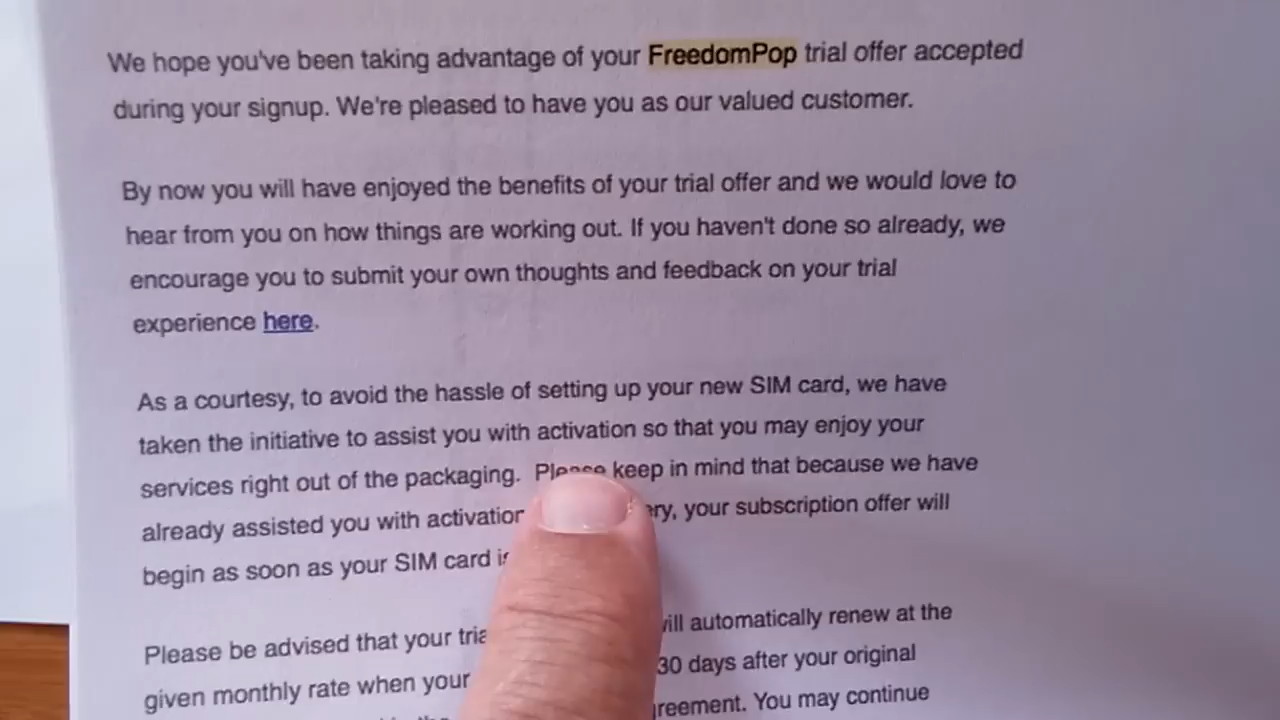 We hope you've been taking advantage of your FreedomPop trial offer accepted
during your signup. We're pleased to have you as our valued customer.
By now you will have enjoyed the benefits of your trial offer and we would love to
hear from you on how things are working out. If you haven't done so already, we
encourage you to submit your own thoughts and feedback on your trial
experience here.
As a courtesy, to avoid the hassle of setting up your new SIM card, we have
taken the initiative to assist you with activation so that you may enjoy your
services right out of the packaging. Please keep in mind that because we have
already assisted you with activation your subscription offer will
begin as soon as your SIM card
Please be advised that your automatically renew at the
given monthly rate when your 30 days after your original
You may continue